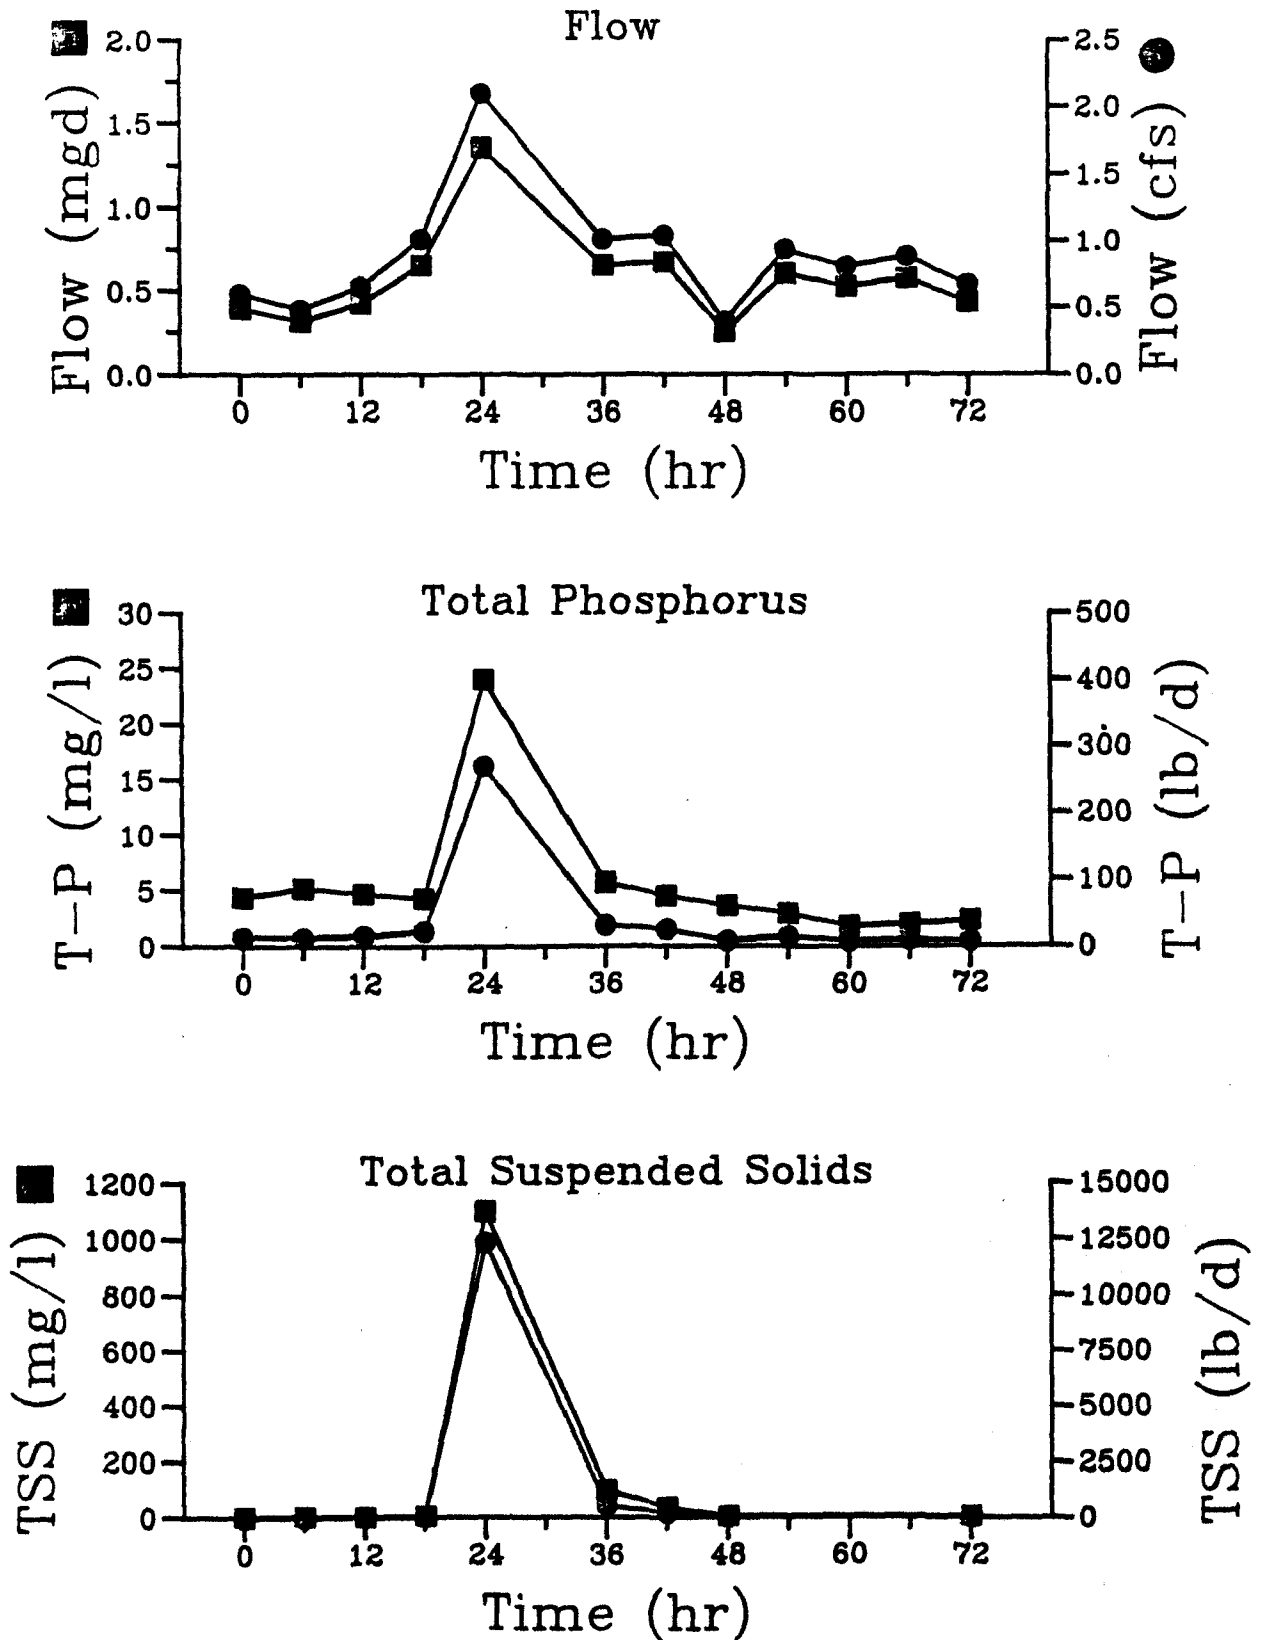 Flow
2.0
1.5
1.0
0.5
0.0
Flow (mgd)
2.5
2.0
1.5
1.0
0.5
0.0
Flow (cfs)
0 12 24 36 48 60 72
Time (hr)
Total Phosphorus
30
25
20
15
10
5
0
T-P (mg/l)
500
400
300
200
100
0
T-P (lb/d)
0 12 24 36 48 60 72
Time (hr)
Total Suspended Solids
1200
1000
800
600
400
200
0
TSS (mg/l)
15000
12500
10000
7500
5000
2500
0
TSS (lb/d)
0 12 24 36 48 60 72
Time (hr)